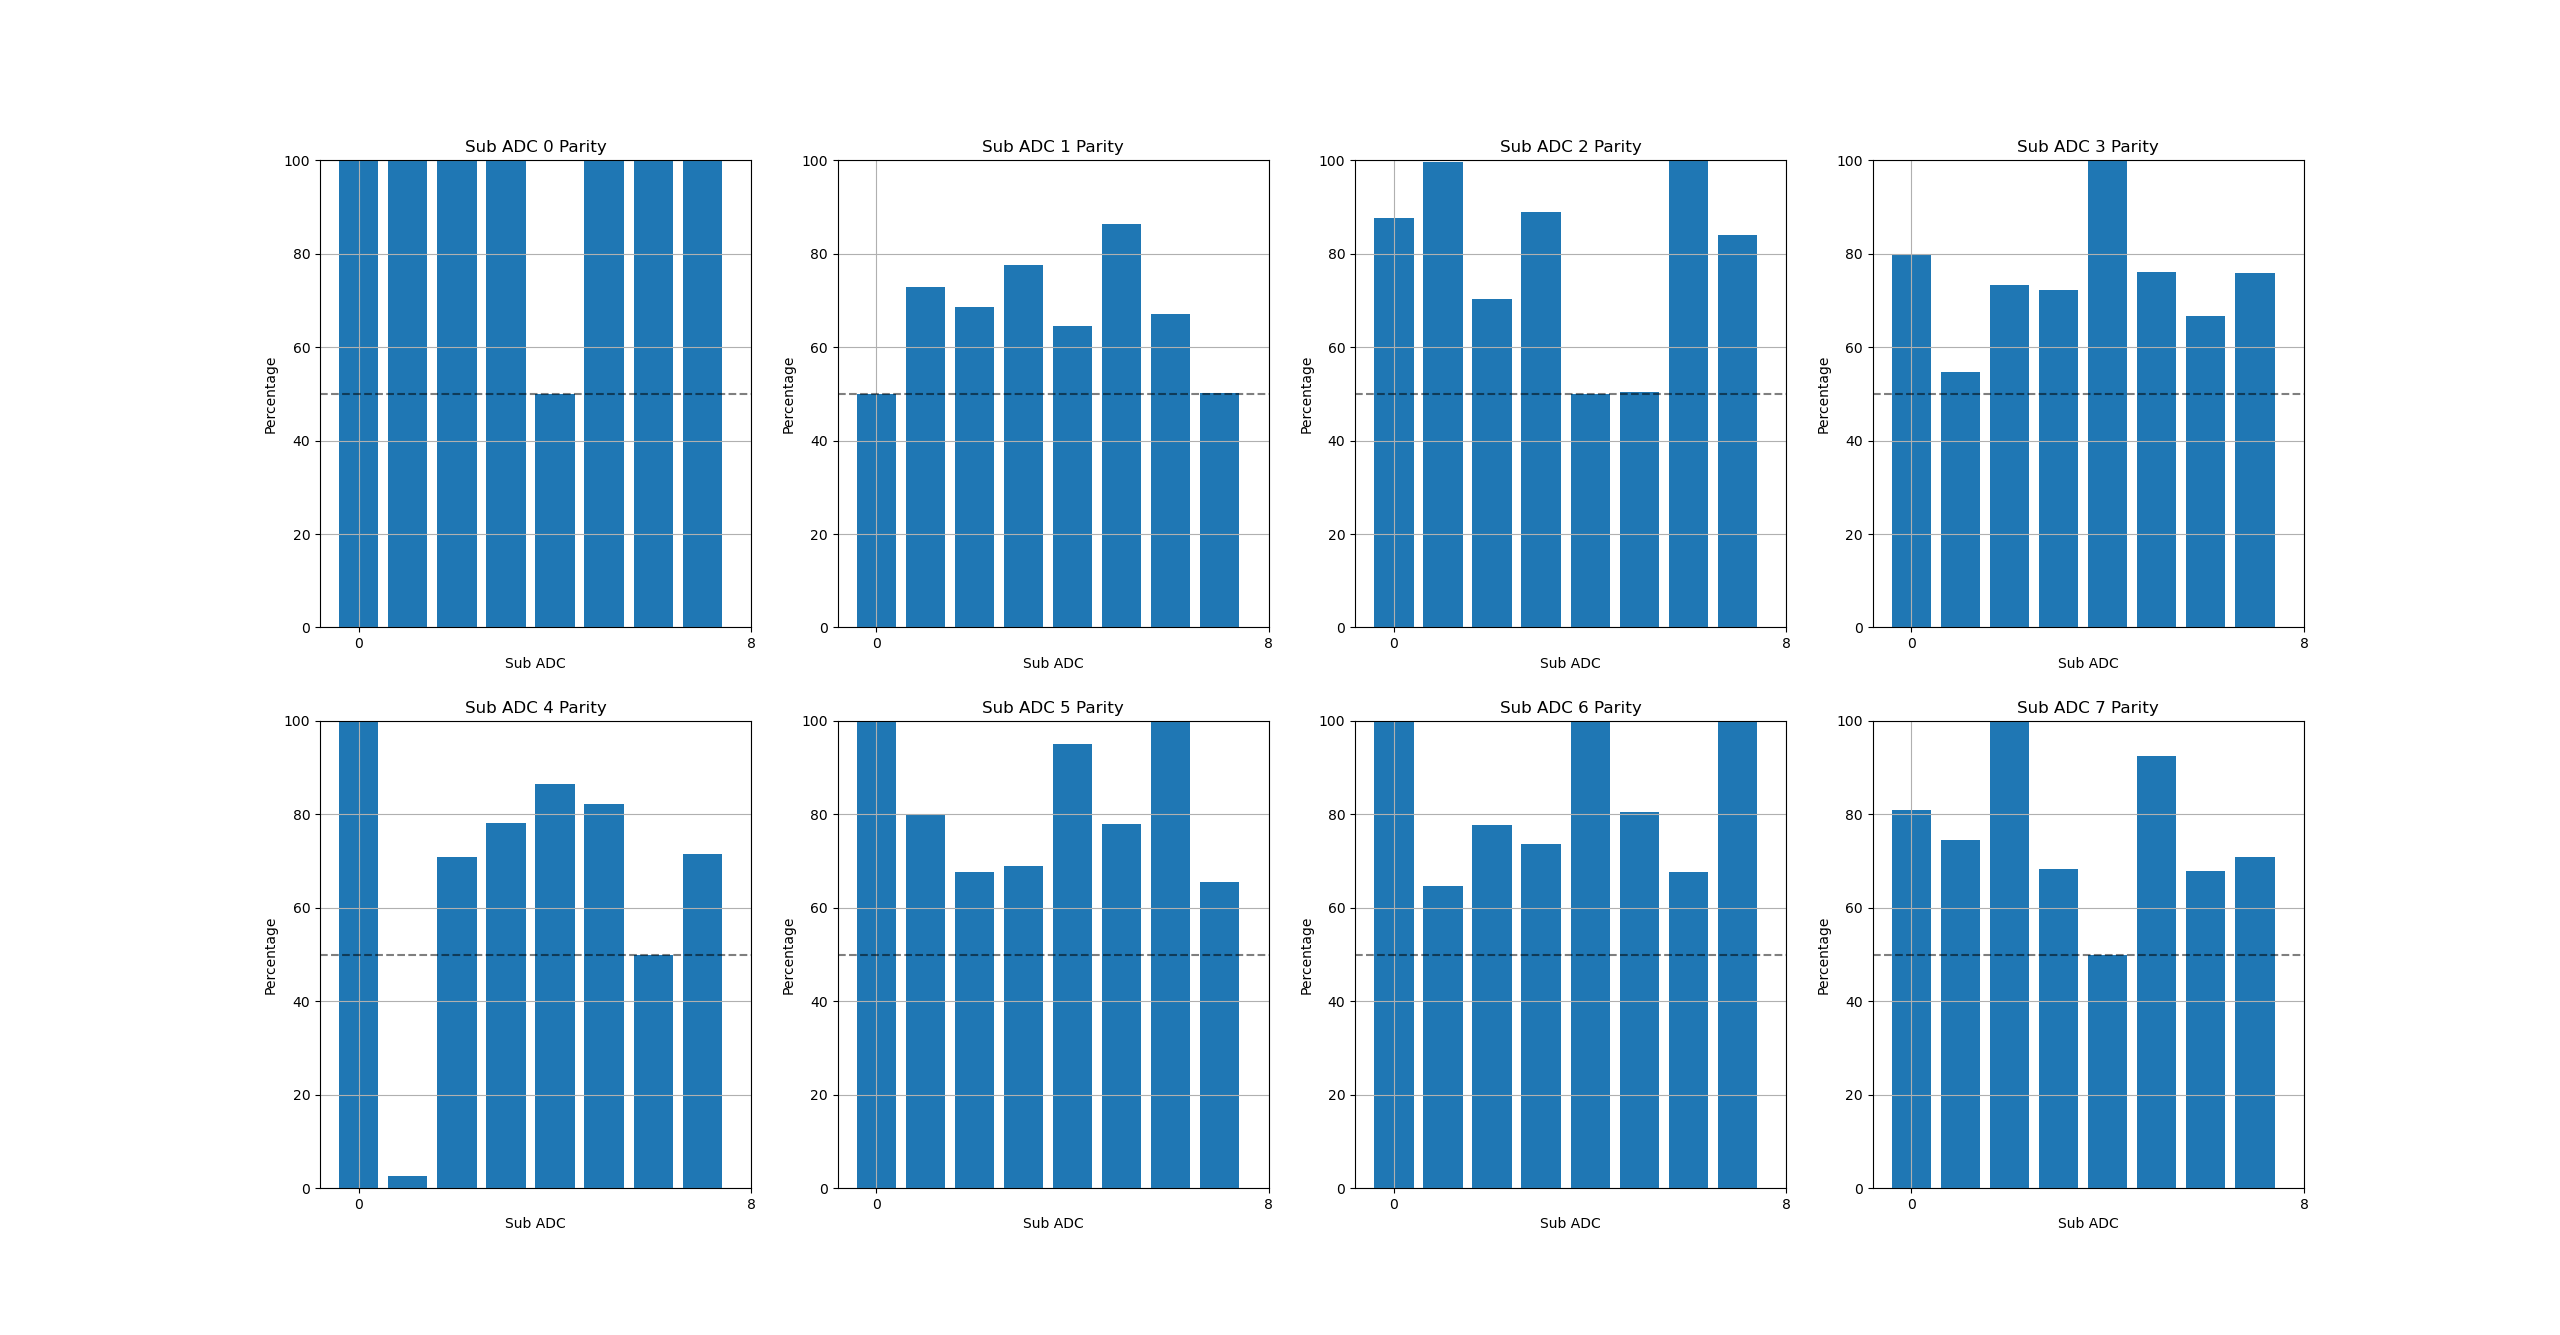 Sub ADC 0 Parity
100
80
60
40
20
0
Percentage
0 8
Sub ADC
Sub ADC 1 Parity
100
80
60
40
20
0
Percentage
0 8
Sub ADC
Sub ADC 2 Parity
100
80
60
40
20
0
Percentage
0 8
Sub ADC
Sub ADC 3 Parity
100
80
60
40
20
0
Percentage
0 8
Sub ADC
Sub ADC 4 Parity
100
80
60
40
20
0
Percentage
0 8
Sub ADC
Sub ADC 5 Parity
100
80
60
40
20
0
Percentage
0 8
Sub ADC
Sub ADC 6 Parity
100
80
60
40
20
0
Percentage
0 8
Sub ADC
Sub ADC 7 Parity
100
80
60
40
20
0
Percentage
0 8
Sub ADC